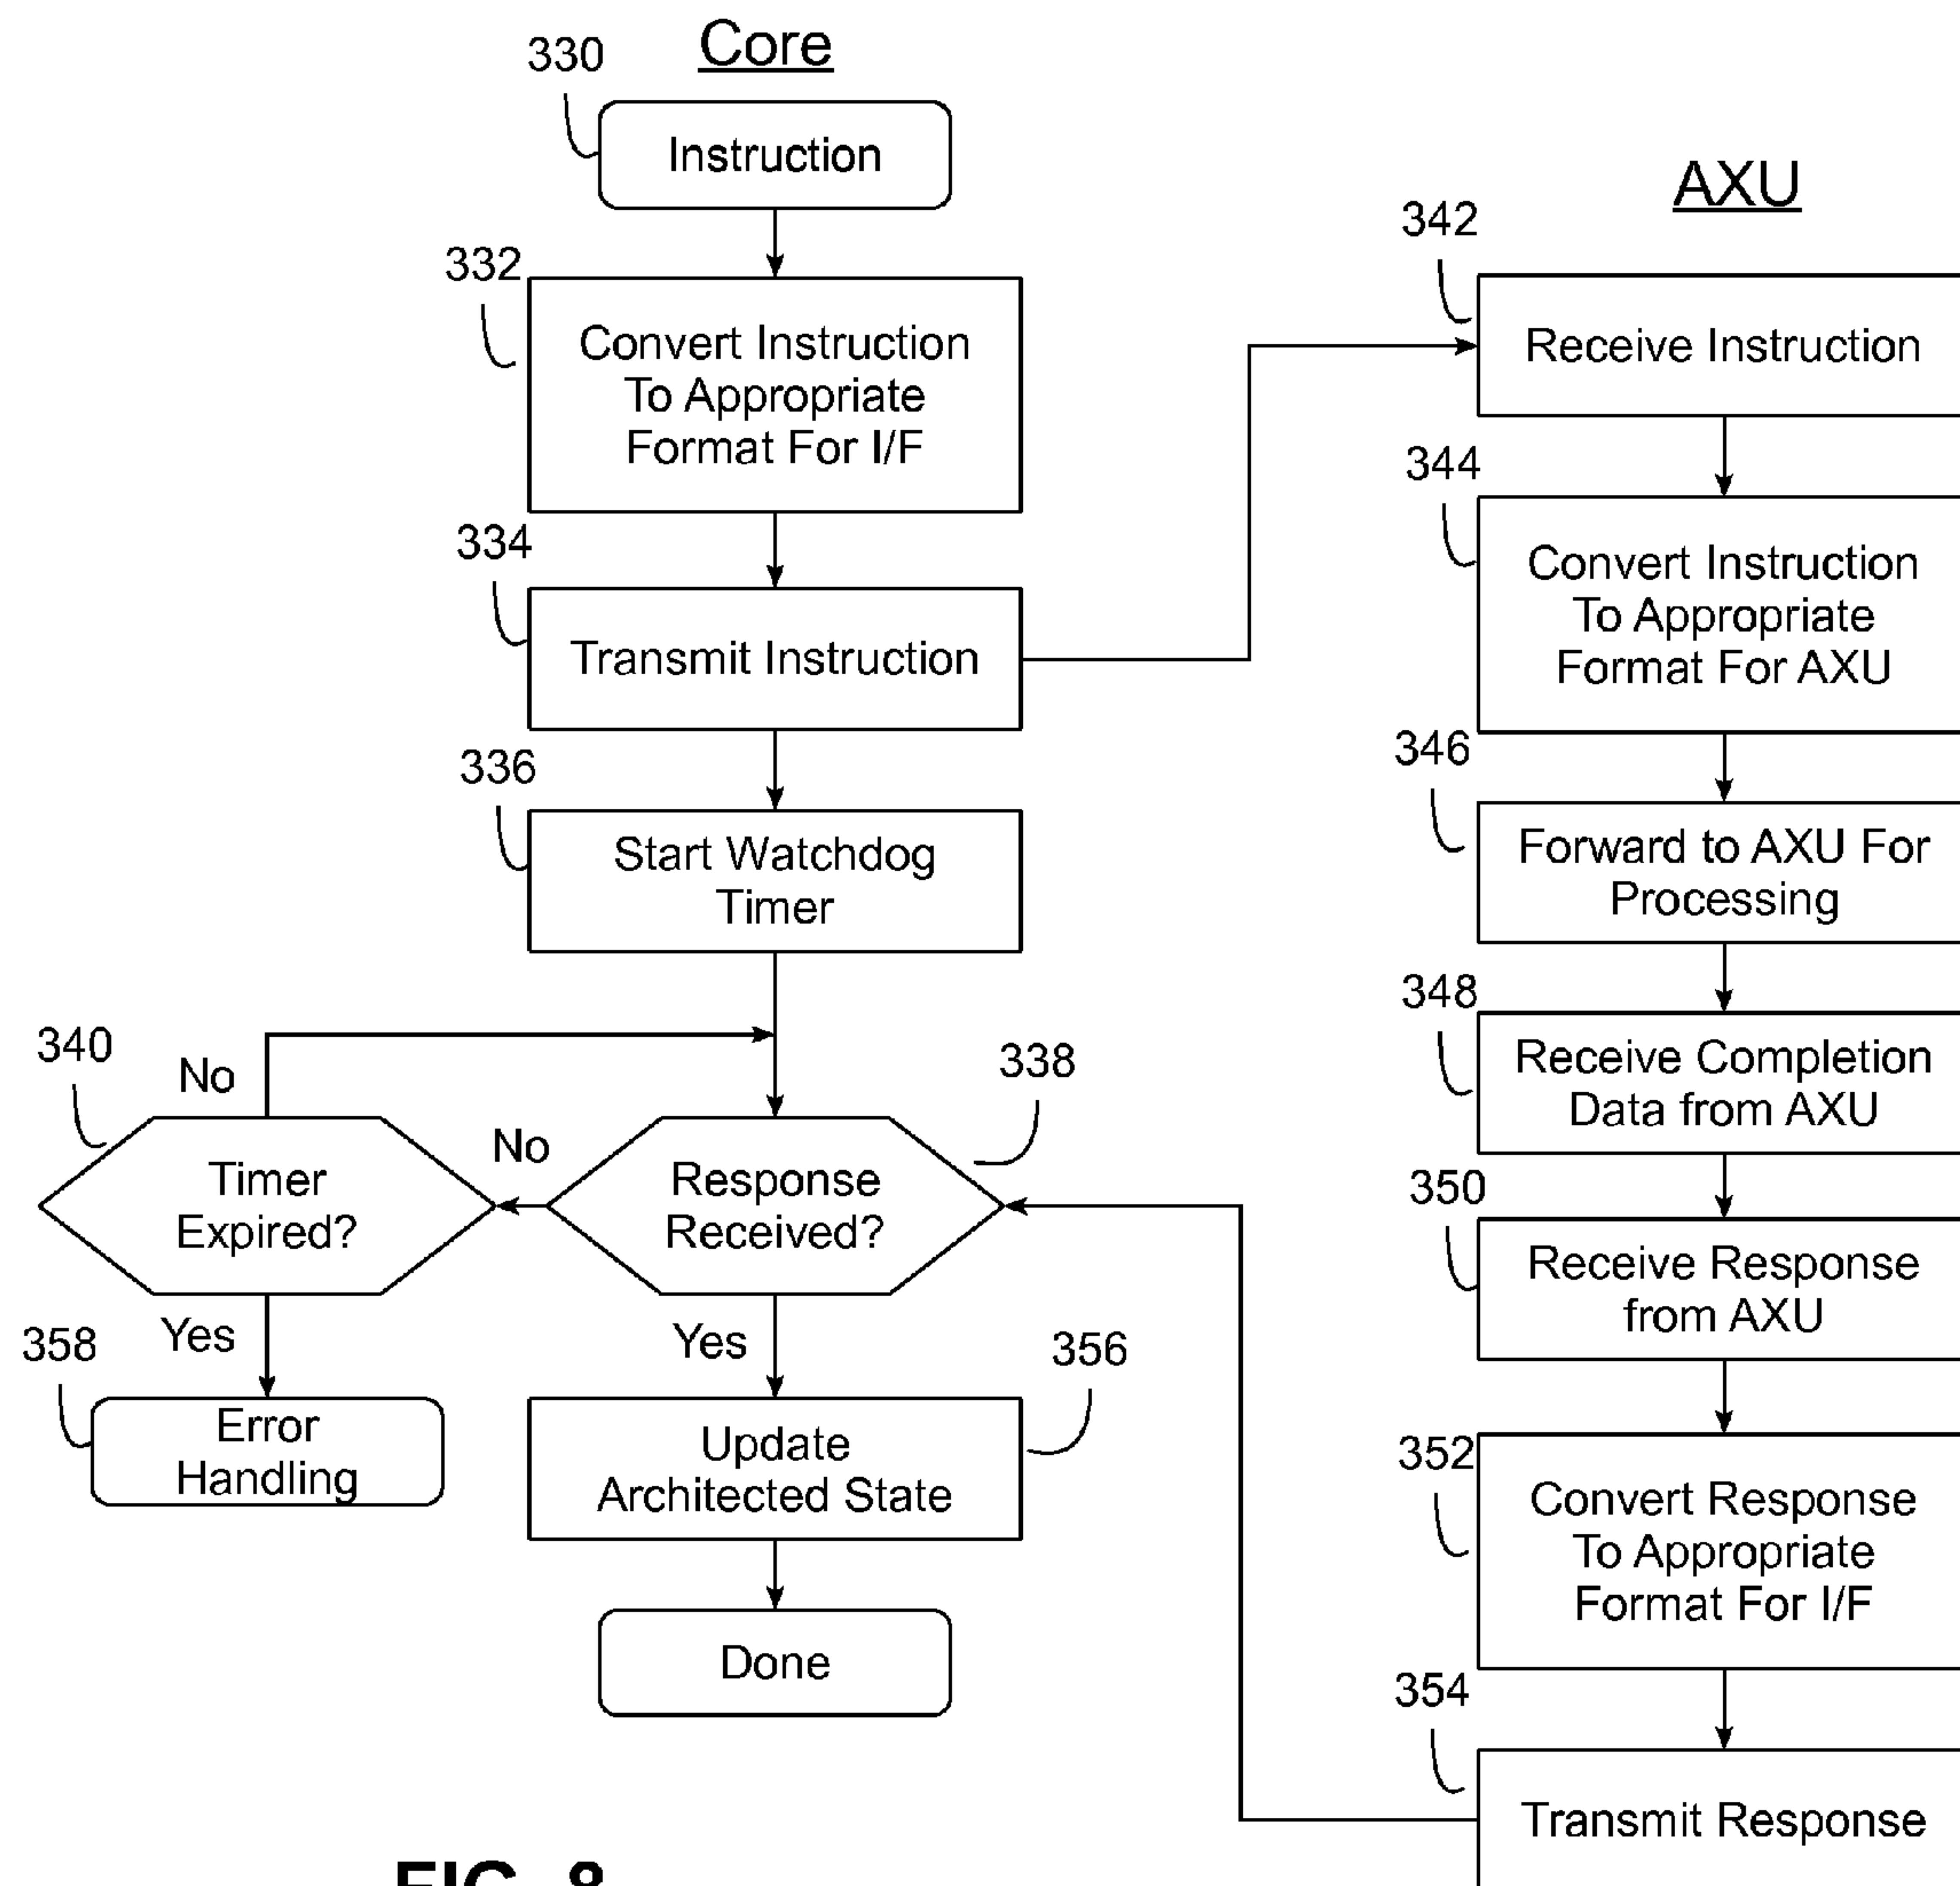 Core
330
Instruction
332
Convert Instruction
To Appropriate
Format For I/F
334
Transmit Instruction
336
Start Watchdog
Timer
340
No
Timer
Expired?
No
338
Response
Received?
Yes
358
Error
Handling
Yes
356
Update
Architected State
Done
AXU
342
Receive Instruction
344
Convert Instruction
To Appropriate
Format For AXU
346
Forward to AXU For
Processing
348
Receive Completion
Data from AXU
350
Receive Response
from AXU
352
Convert Response
To Appropriate
Format For I/F
354
Transmit Response
FIG. 8